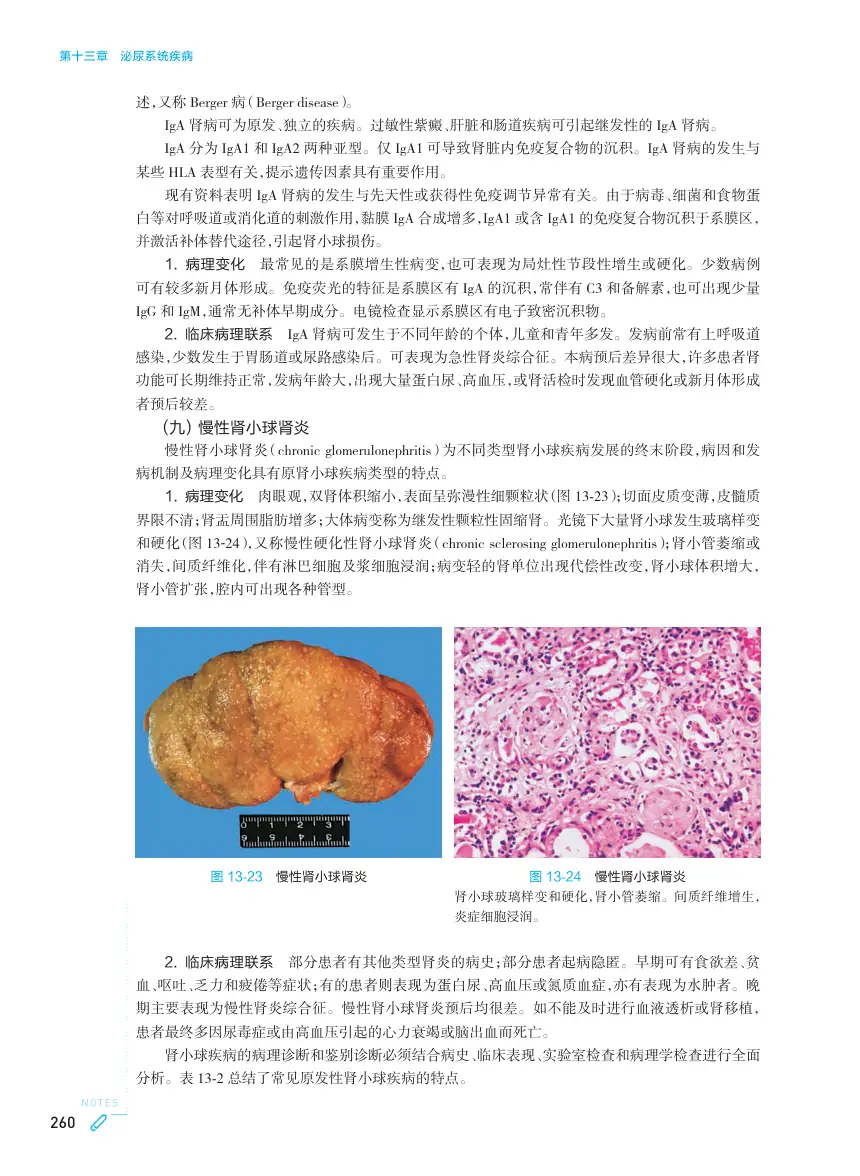 第十三章 泌尿系统疾病
述,又称 Berger 病(Berger disease)。
IgA 肾病可为原发、独立的疾病。过敏性紫癜、肝脏和肠道疾病可引起继发性的 IgA 肾病。
IgA 分为 IgA1 和 IgA2 两种亚型。仅 IgA1 可导致肾脏内免疫复合物的沉积。IgA 肾病的发生与
某些 HLA 表型有关,提示遗传因素具有重要作用。
现有资料表明 IgA 肾病的发生与先天性或获得性免疫调节异常有关。由于病毒、细菌和食物蛋
白等对呼吸道或消化道的刺激作用,黏膜 IgA 合成增多,IgA1 或含 IgA1 的免疫复合物沉积于系膜区,
并激活补体替代途径,引起肾小球损伤。
1. 病理变化 最常见的是系膜增生性病变,也可表现为局灶性节段性增生或硬化。少数病例
可有较多新月体形成。免疫荧光的特征是系膜区有 IgA 的沉积,常伴有 C3 和备解素,也可出现少量
IgG 和 IgM,通常无补体早期成分。电镜检查显示系膜区有电子致密沉积物。
2. 临床病理联系 IgA 肾病可发生于不同年龄的个体,儿童和青年多发。发病前常有上呼吸道
感染,少数发生于胃肠道或尿路感染后。可表现为急性肾炎综合征。本病预后差异很大,许多患者肾
功能可长期维持正常,发病年龄大,出现大量蛋白尿、高血压,或肾活检时发现血管硬化或新月体形成
者预后较差。
(九)慢性肾小球肾炎
慢性肾小球肾炎(chronic glomerulonephritis)为不同类型肾小球疾病发展的终末阶段,病因和发
病机制及病理变化具有原肾小球疾病类型的特点。
1. 病理变化 肉眼观,双肾体积缩小,表面呈弥漫性细颗粒状(图 13-23);切面皮质变薄,皮髓质
界限不清;肾盂周围脂肪增多;大体病变称为继发性颗粒性固缩肾。光镜下大量肾小球发生玻璃样变
和硬化(图 13-24),又称慢性硬化性肾小球肾炎(chronic sclerosing glomerulonephritis);肾小管萎缩或
消失,间质纤维化,伴有淋巴细胞及浆细胞浸润;病变轻的肾单位出现代偿性改变,肾小球体积增大,
肾小管扩张,腔内可出现各种管型。
0 1 2 3
6 5 4 3
图 13-23 慢性肾小球肾炎
图 13-24 慢性肾小球肾炎
肾小球玻璃样变和硬化,肾小管萎缩。间质纤维增生,
炎症细胞浸润。
2. 临床病理联系 部分患者有其他类型肾炎的病史;部分患者起病隐匿。早期可有食欲差、贫
血、呕吐、乏力和疲倦等症状;有的患者则表现为蛋白尿、高血压或氮质血症,亦有表现为水肿者。晚
期主要表现为慢性肾炎综合征。慢性肾小球肾炎预后均很差。如不能及时进行血液透析或肾移植,
患者最终多因尿毒症或由高血压引起的心力衰竭或脑出血而死亡。
肾小球疾病的病理诊断和鉴别诊断必须结合病史、临床表现、实验室检查和病理学检查进行全面
分析。表 13-2 总结了常见原发性肾小球疾病的特点。
NOTES
260